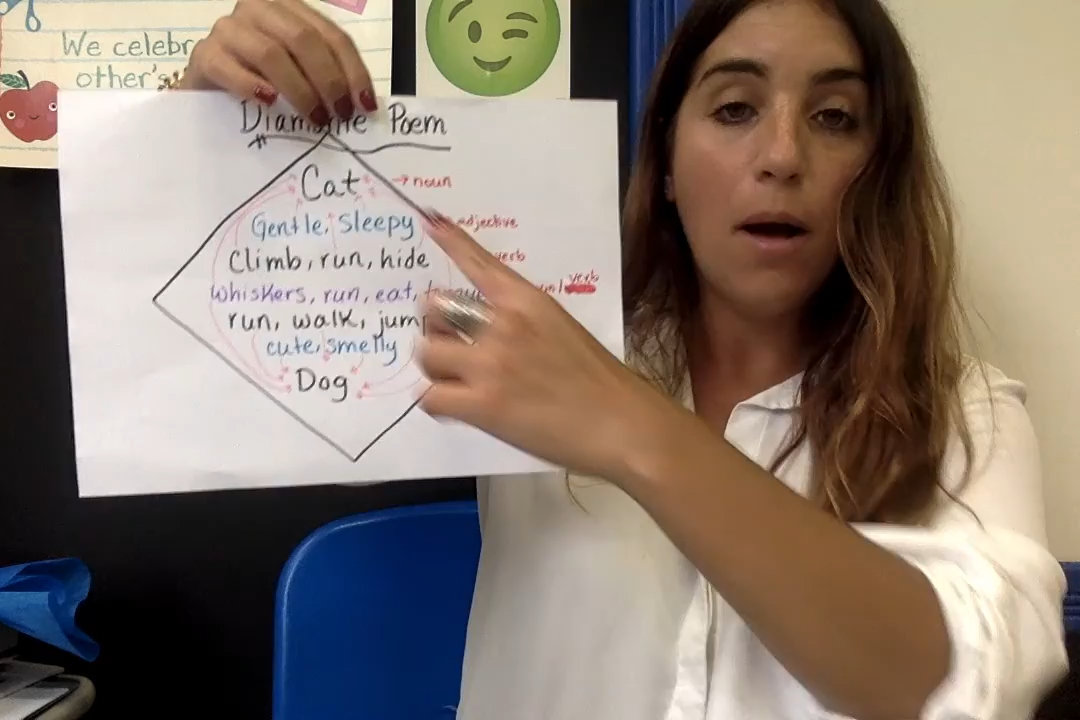 We celebr
other's
Poem
Cat → noun
Gentle, Sleepy adjective
Climb, run, hide verb
whiskers, run, eat, verb
run, walk, jump
cute, smelly
Dog